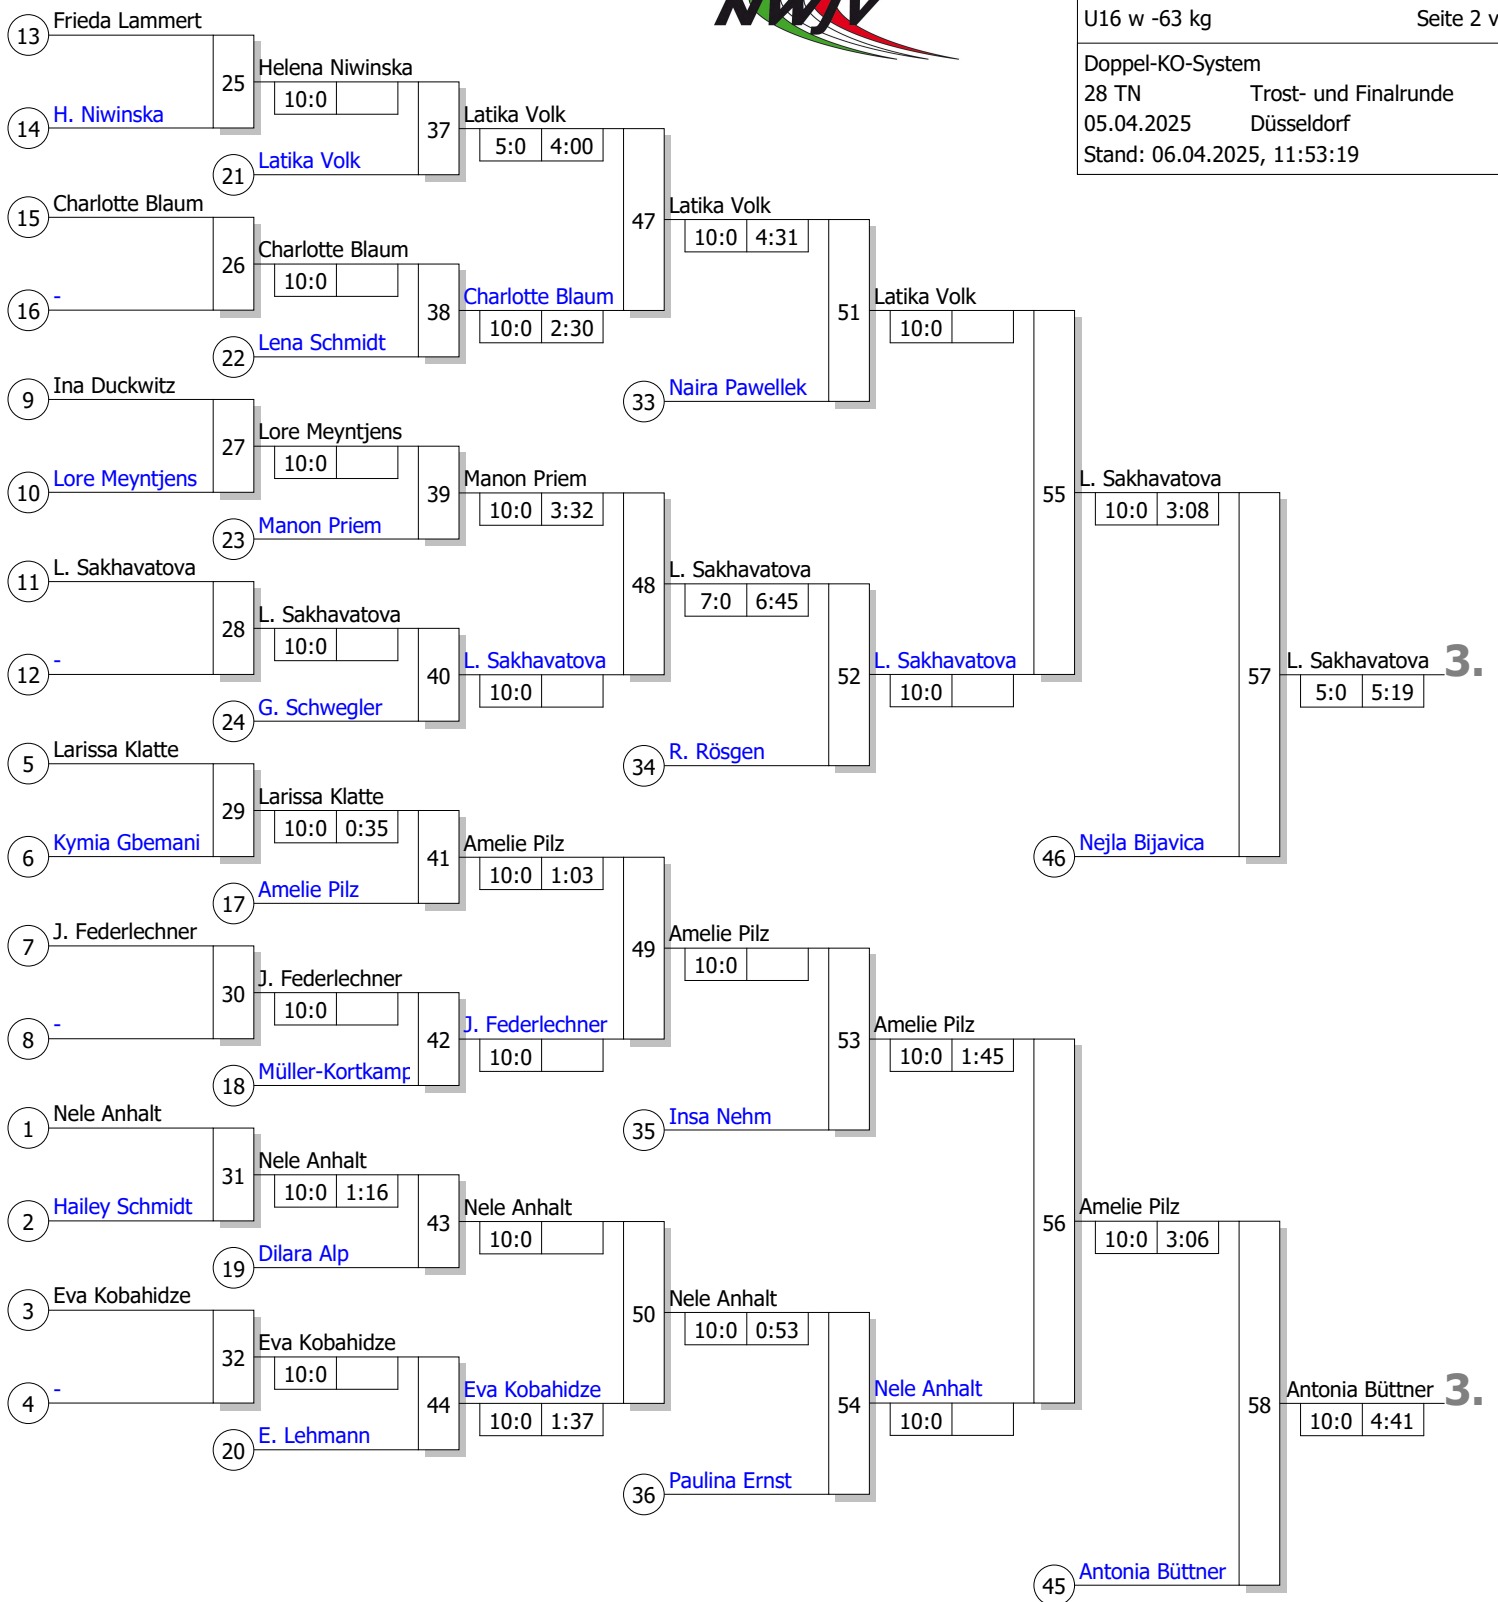 NWJV
U16 w -63 kg Seite 2 v
Doppel-KO-System
28 TN Trost- und Finalrunde
05.04.2025 Düsseldorf
Stand: 06.04.2025, 11:53:19
13 Frieda Lammert
25 Helena Niwinska
10:0
14 H. Niwinska
37 Latika Volk
5:0 4:00
21 Latika Volk
15 Charlotte Blaum
47 Latika Volk
10:0 4:31
26 Charlotte Blaum
10:0
16 -
38 Charlotte Blaum
10:0 2:30
51 Latika Volk
10:0
22 Lena Schmidt
9 Ina Duckwitz
33 Naira Pawellek
27 Lore Meyntjens
10:0
10 Lore Meyntjens
39 Manon Priem
10:0 3:32
55 L. Sakhavatova
10:0 3:08
23 Manon Priem
11 L. Sakhavatova
48 L. Sakhavatova
7:0 6:45
28 L. Sakhavatova
10:0
12 -
40 L. Sakhavatova
10:0
52 L. Sakhavatova
10:0
57 L. Sakhavatova 3.
5:0 5:19
24 G. Schwegler
5 Larissa Klatte
34 R. Rösgen
29 Larissa Klatte
10:0 0:35
6 Kymia Gbemani
41 Amelie Pilz
10:0 1:03
46 Nejla Bijavica
17 Amelie Pilz
7 J. Federlechner
49 Amelie Pilz
10:0
30 J. Federlechner
10:0
8 -
42 J. Federlechner
10:0
53 Amelie Pilz
10:0 1:45
18 Müller-Kortkamp
1 Nele Anhalt
35 Insa Nehm
31 Nele Anhalt
10:0 1:16
2 Hailey Schmidt
43 Nele Anhalt
10:0
56 Amelie Pilz
10:0 3:06
19 Dilara Alp
3 Eva Kobahidze
50 Nele Anhalt
10:0 0:53
32 Eva Kobahidze
10:0
4 -
44 Eva Kobahidze
10:0 1:37
54 Nele Anhalt
10:0
58 Antonia Büttner 3.
10:0 4:41
20 E. Lehmann
36 Paulina Ernst
45 Antonia Büttner